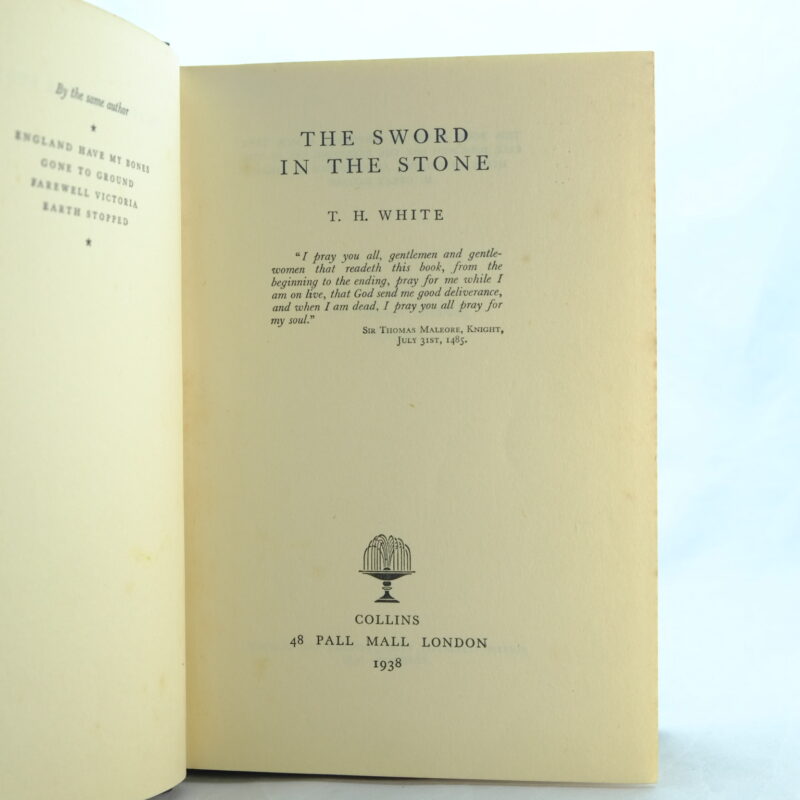 By the same author
*
ENGLAND HAVE MY BONES
GONE TO GROUND
FAREWELL VICTORIA
EARTH STOPPED
*
THE SWORD
IN THE STONE
T. H. WHITE
"I pray you all, gentlemen and gentle-
women that readeth this book, from the
beginning to the ending, pray for me while I
am on live, that God send me good deliverance,
and when I am dead, I pray you all pray for
my soul."
SIR THOMAS MALEORE, KNIGHT,
JULY 31ST, 1485.
COLLINS
48 PALL MALL LONDON
1938